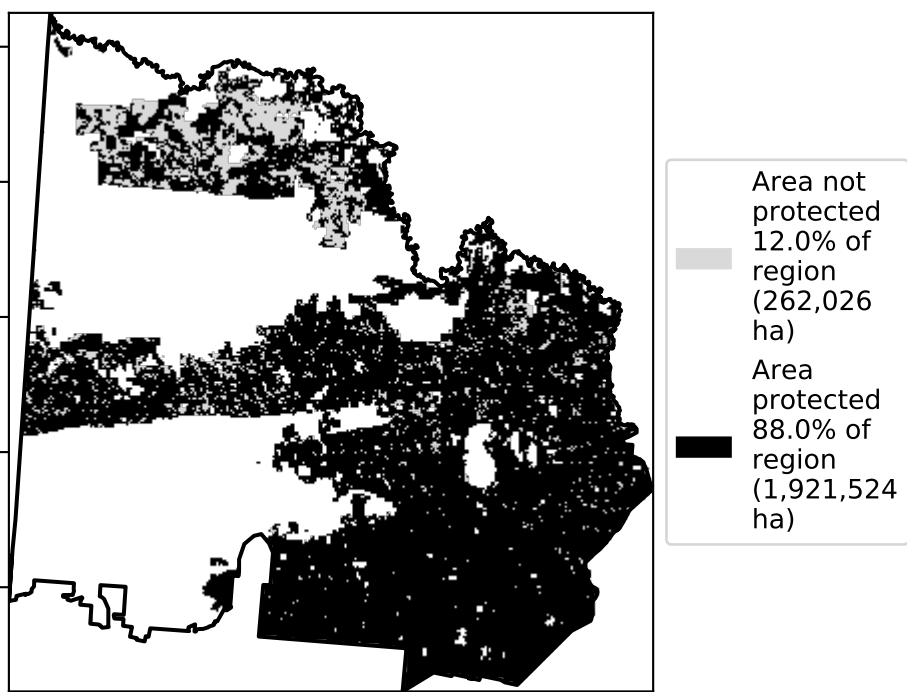 Area not
protected
12.0% of
region
(262,026
ha)
Area
protected
88.0% of
region
(1,921,524
ha)